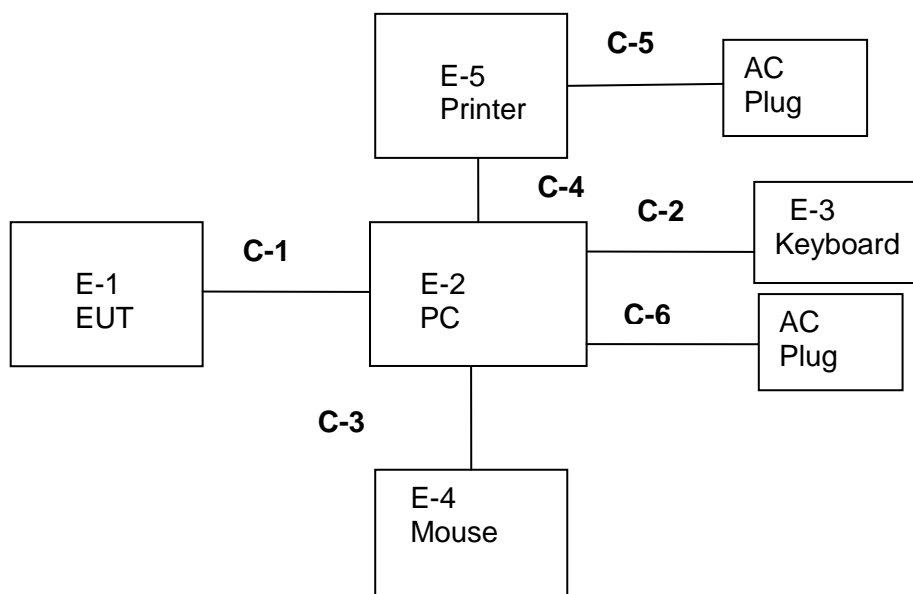 C-5
E-5
Printer
AC
Plug
C-4
C-2
E-3
Keyboard
C-1
E-1
EUT
E-2
PC
C-6
AC
Plug
C-3
E-4
Mouse